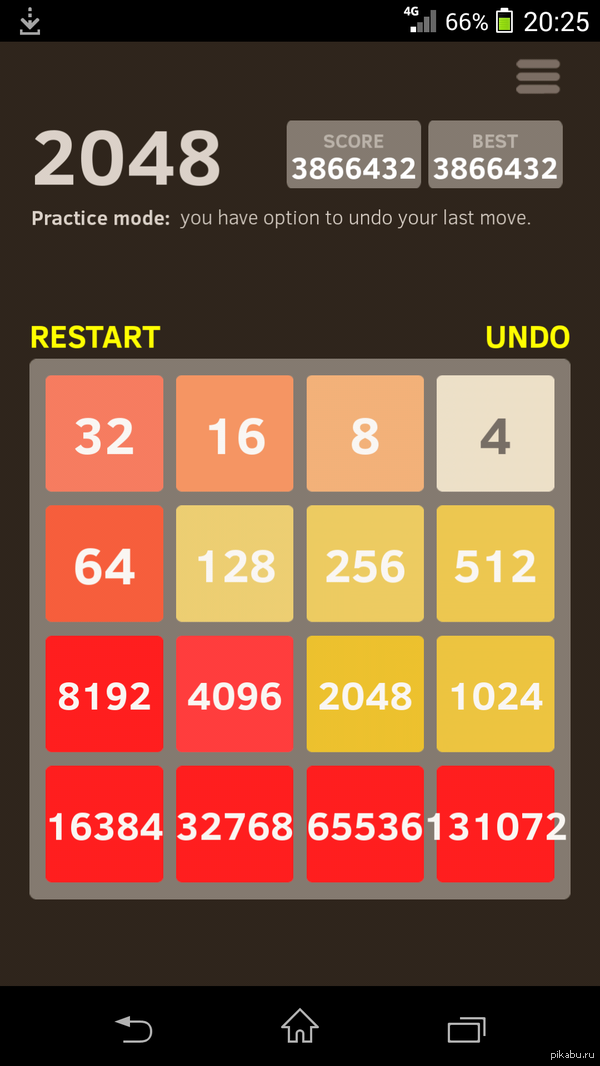 4G 66% 20:25
2048
SCORE BEST
3866432 3866432
Practice mode: you have option to undo your last move.
RESTART UNDO
32 16 8 4
64 128 256 512
8192 4096 2048 1024
16384 32768 65536 131072
pikabu.ru